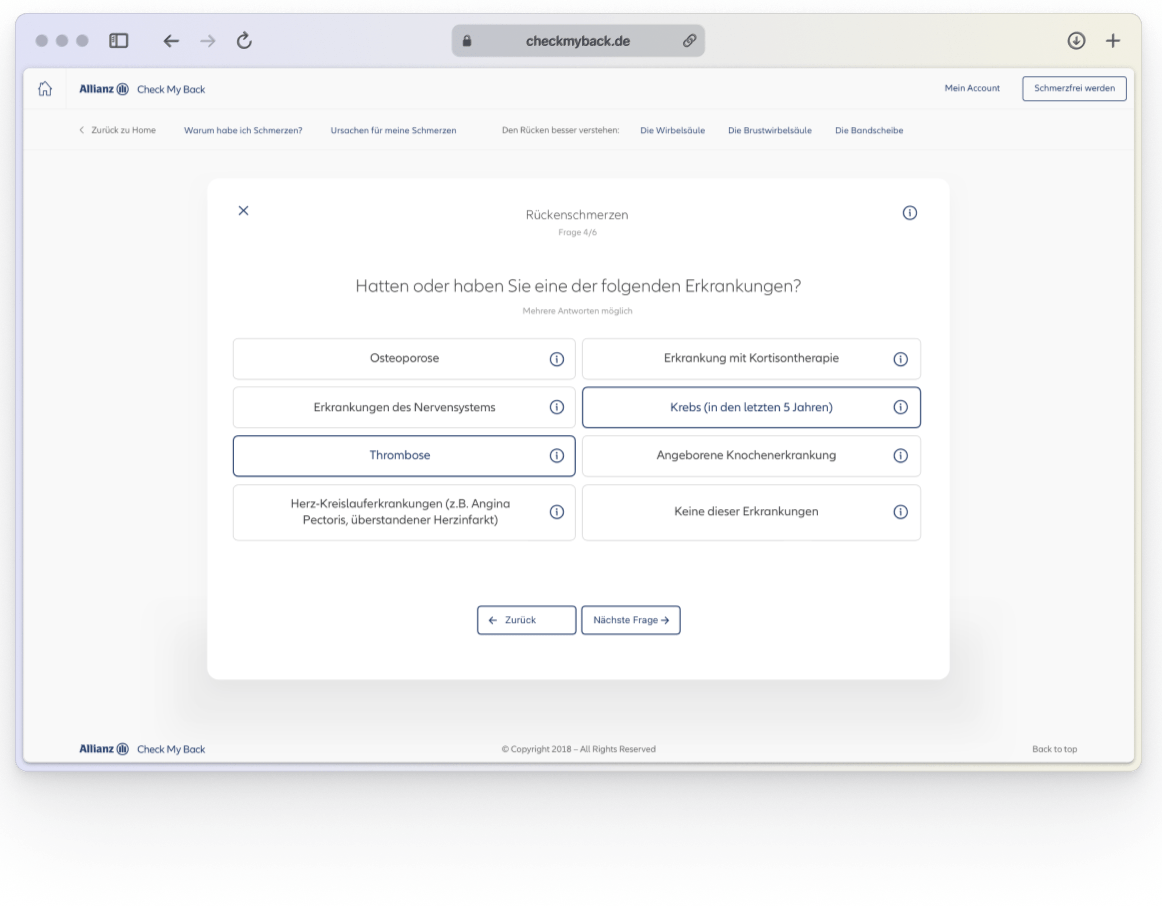 checkmyback.de
Allianz Check My Back
Mein Account
Schmerzfrei werden
Zurück zu Home
Warum habe ich Schmerzen?
Ursachen für meine Schmerzen
Den Rücken besser verstehen:
Die Wirbelsäule
Die Brustwirbelsäule
Die Bandscheibe
Rückenschmerzen
Frage 4/6
Hatten oder haben Sie eine der folgenden Erkrankungen?
Mehrere Antworten möglich
Osteoporose
Erkrankung mit Kortisontherapie
Erkrankungen des Nervensystems
Krebs (in den letzten 5 Jahren)
Thrombose
Angeborene Knochenerkrankung
Herz-Kreislauferkrankungen (z.B. Angina
Pectoris, überstandener Herzinfarkt)
Keine dieser Erkrankungen
← Zurück
Nächste Frage →
Allianz Check My Back
© Copyright 2018 – All Rights Reserved
Back to top